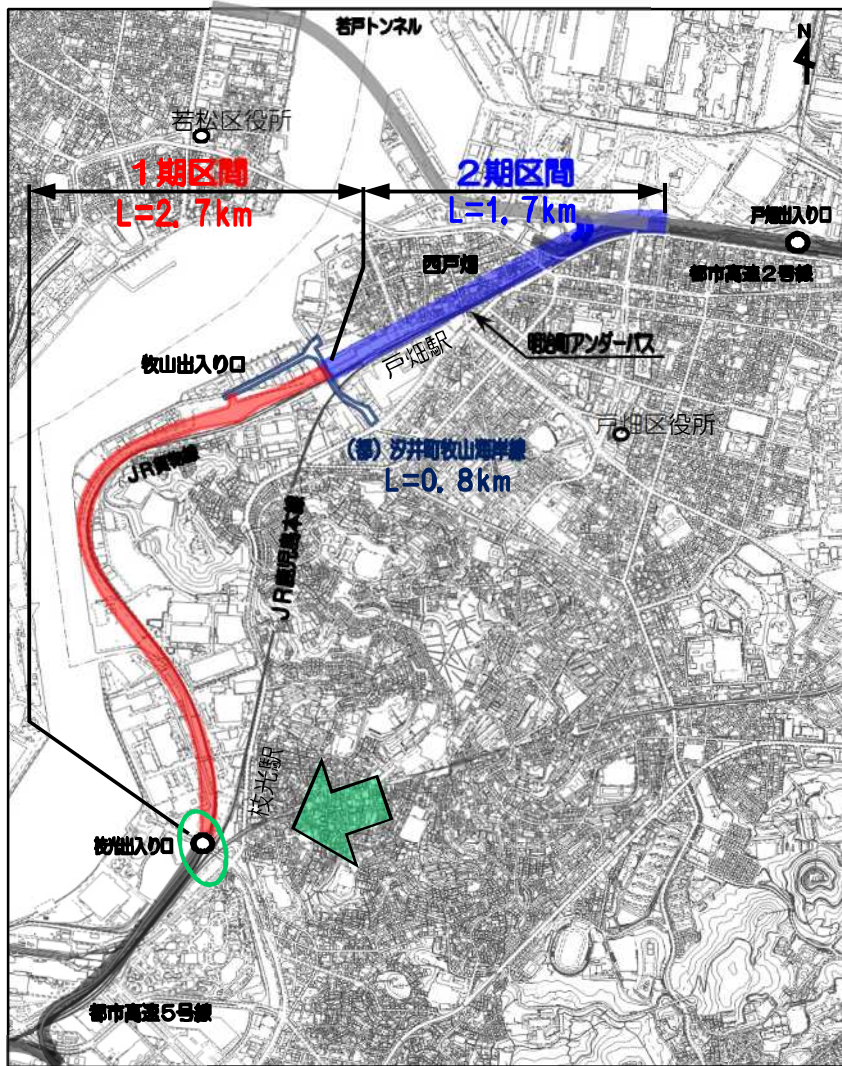 若戸トンネル
N
若松区役所
1期区間
L=2.7km
2期区間
L=1.7km
戸畑出入り口
都市高速2号線
西戸畑
明治町アンダーパス
戸畑駅
牧山出入り口
戸畑区役所
(都)汐井町牧山海岸線
L=0.8km
JR貨物線
JR鹿児島本線
枝光駅
枝光出入り口
都市高速5号線